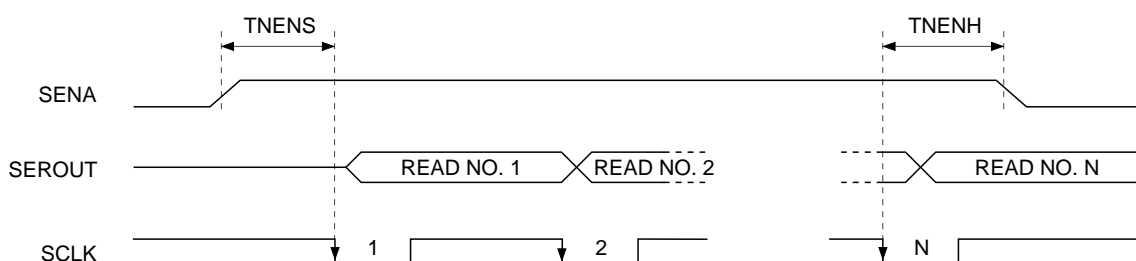 TNENS TNENH
SENA
SEROUT READ NO. 1 READ NO. 2 READ NO. N
SCLK 1 2 N